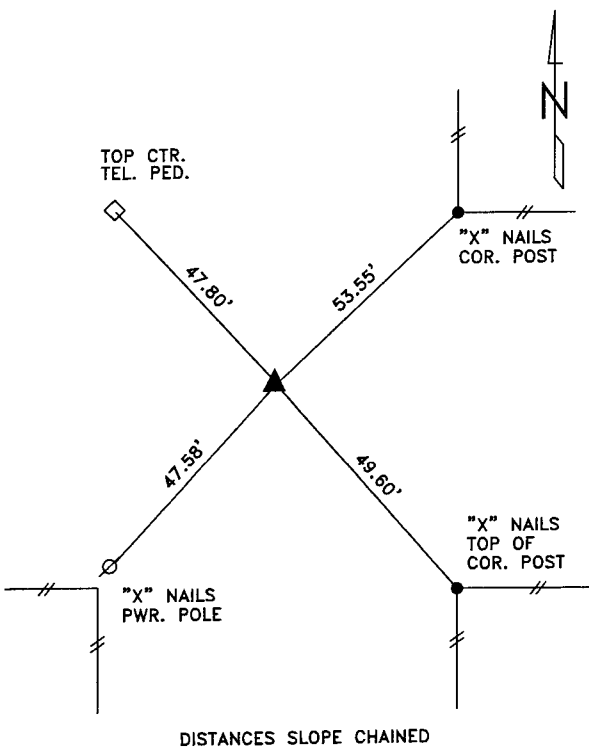 N
TOP CTR.
TEL. PED.
"X" NAILS
COR. POST
47.80'
53.55'
47.58'
49.60'
"X" NAILS
TOP OF
COR. POST
"X" NAILS
PWR. POLE
DISTANCES SLOPE CHAINED